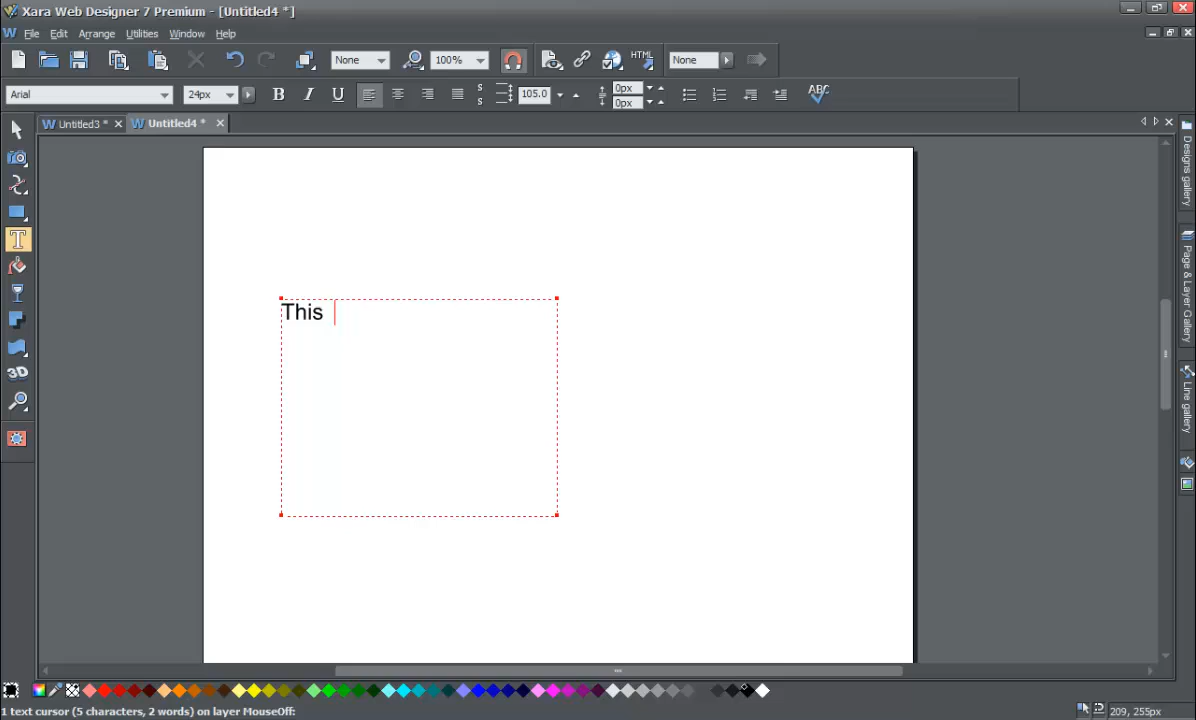 Xara Web Designer 7 Premium - [Untitled4 *]
File Edit Arrange Utilities Window Help
None 100% HTML None
Arial 24px B I U S S 105.0 0px 0px ABC
Untitled3 * Untitled4 *
T
3D
This
Designs gallery
Page & Layer Gallery
Line gallery
1 text cursor (5 characters, 2 words) on layer MouseOff:
209, 255px